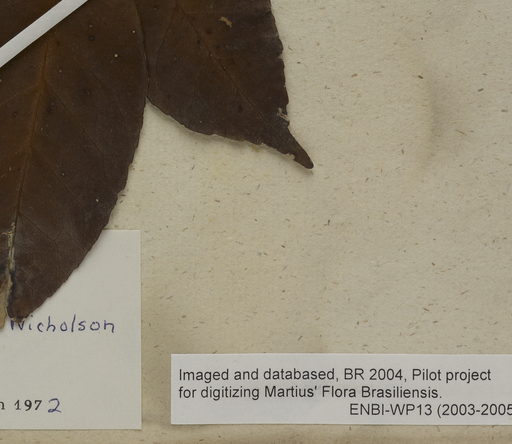 Nicholson
1972
Imaged and databased, BR 2004, Pilot project
for digitizing Martius' Flora Brasiliensis.
ENBI-WP13 (2003-2005